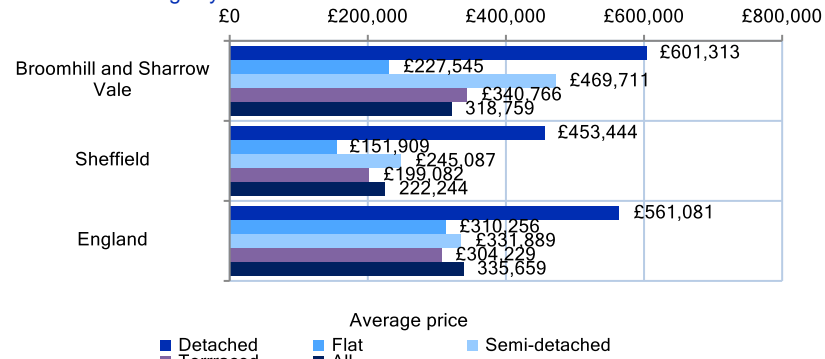 £0 £200,000 £400,000 £600,000 £800,000
Broomhill and Sharrow
Vale
£601,313
£227,545
£469,711
£340,766
318,759
Sheffield
£453,444
£151,909
£245,087
£199,082
222,244
England
£561,081
£310,256
£331,889
£304,229
335,659
Average price
Detached Flat Semi-detached
All